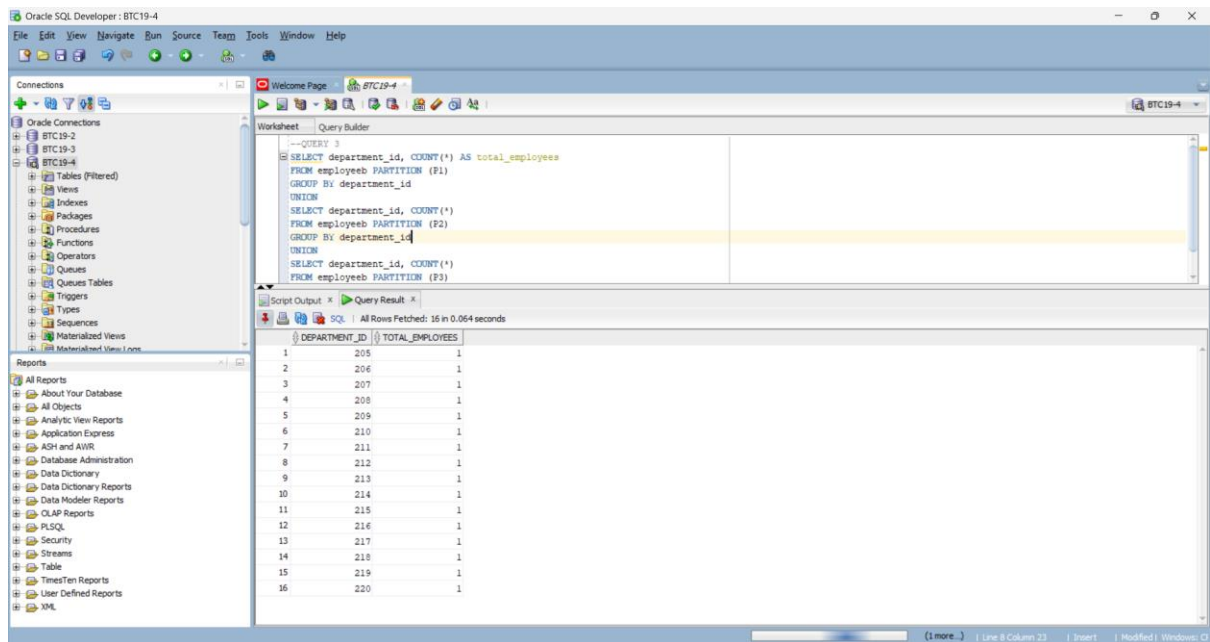 Oracle SQL Developer : BTC19-4
File Edit View Navigate Run Source Team Tools Window Help
Connections
Oracle Connections
BTC19-2
BTC19-3
BTC19-4
Tables (Filtered)
Views
Indexes
Packages
Procedures
Functions
Operators
Queues
Queues Tables
Triggers
Types
Sequences
Materialized Views
Materialized View Logs
Reports
All Reports
About Your Database
All Objects
Analytic View Reports
Application Express
ASH and AWR
Database Administration
Data Dictionary
Data Dictionary Reports
Data Modeler Reports
OLAP Reports
PLSQL
Security
Streams
Table
TimesTen Reports
User Defined Reports
XML
Welcome Page BTC19-4
BTC19-4
Worksheet Query Builder
--QUERY 3
SELECT department_id, COUNT(*) AS total_employees
FROM employeeb PARTITION (P1)
GROUP BY department_id
UNION
SELECT department_id, COUNT(*)
FROM employeeb PARTITION (P2)
GROUP BY department_id
UNION
SELECT department_id, COUNT(*)
FROM employeeb PARTITION (P3)
Script Output Query Result
SQL | All Rows Fetched: 16 in 0.064 seconds
DEPARTMENT_ID TOTAL_EMPLOYEES
1 205 1
2 206 1
3 207 1
4 208 1
5 209 1
6 210 1
7 211 1
8 212 1
9 213 1
10 214 1
11 215 1
12 216 1
13 217 1
14 218 1
15 219 1
16 220 1
(1 more...) | Line 8 Column 23 | Insert | Modified | Windows: C